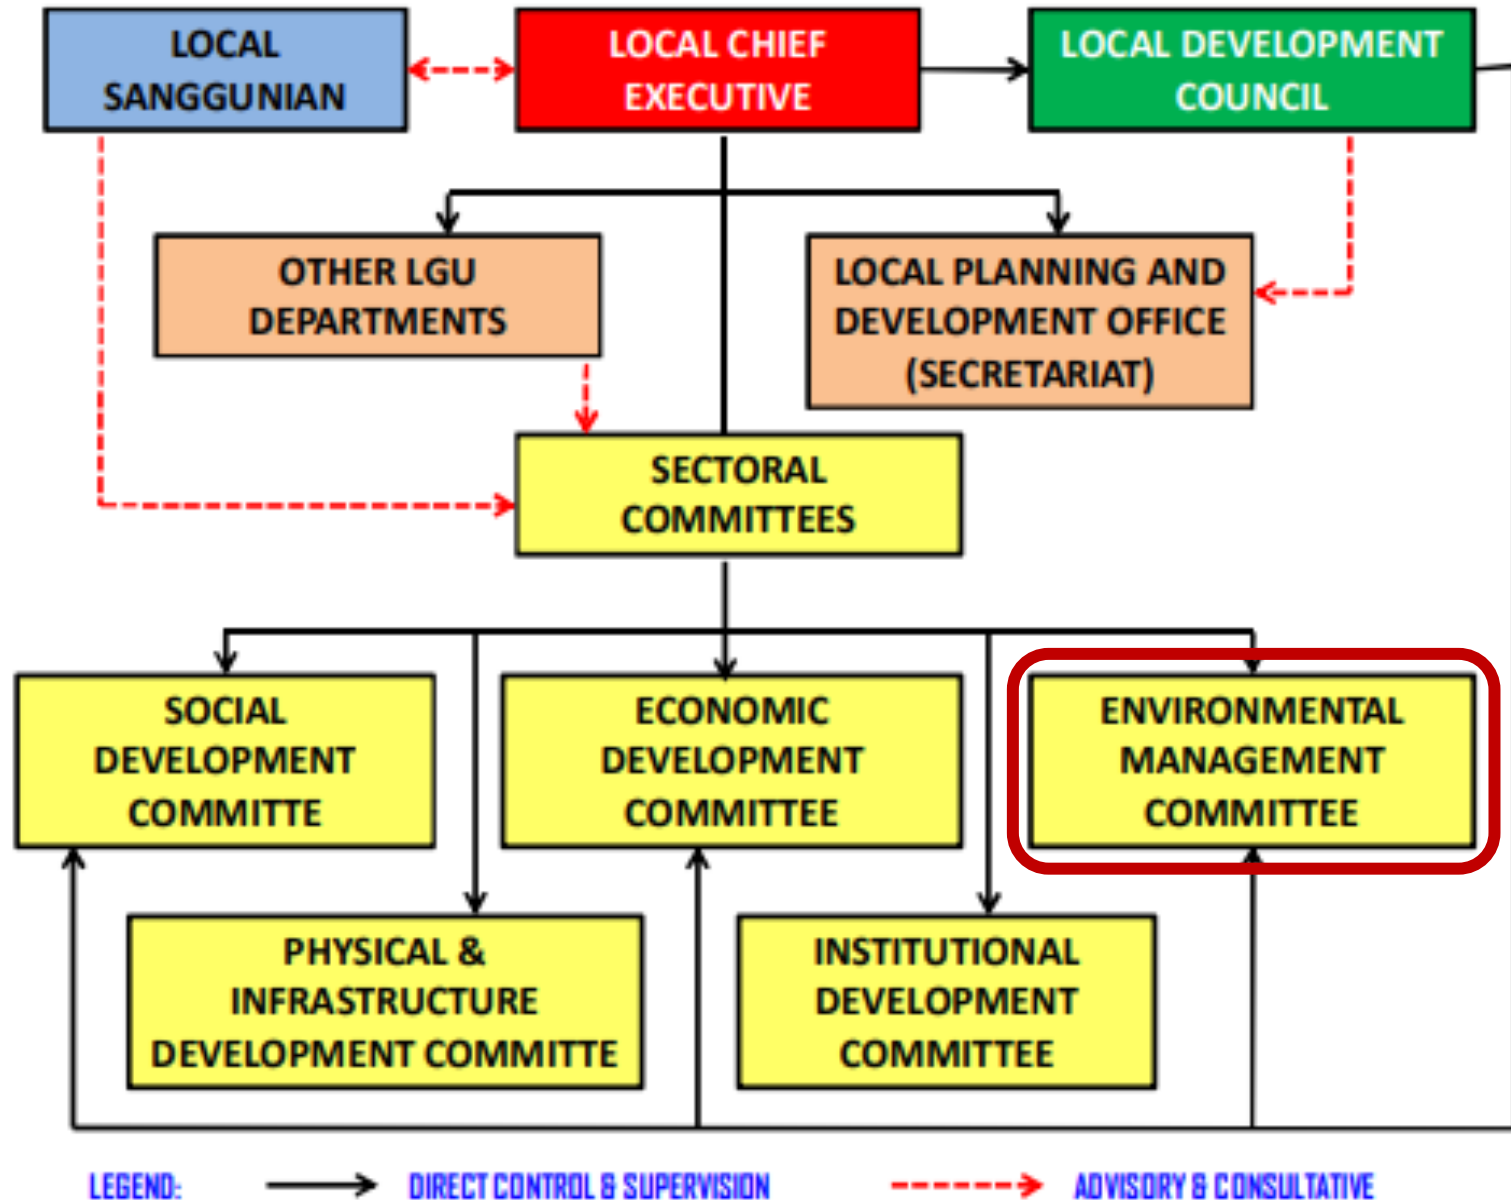 LOCAL
SANGGUNIAN
LOCAL CHIEF
EXECUTIVE
LOCAL DEVELOPMENT
COUNCIL
OTHER LGU
DEPARTMENTS
LOCAL PLANNING AND
DEVELOPMENT OFFICE
(SECRETARIAT)
SECTORAL
COMMITTEES
SOCIAL
DEVELOPMENT
COMMITTE
ECONOMIC
DEVELOPMENT
COMMITTEE
ENVIRONMENTAL
MANAGEMENT
COMMITTEE
PHYSICAL &
INFRASTRUCTURE
DEVELOPMENT COMMITTE
INSTITUTIONAL
DEVELOPMENT
COMMITTEE
LEGEND:
DIRECT CONTROL & SUPERVISION
ADVISORY & CONSULTATIVE